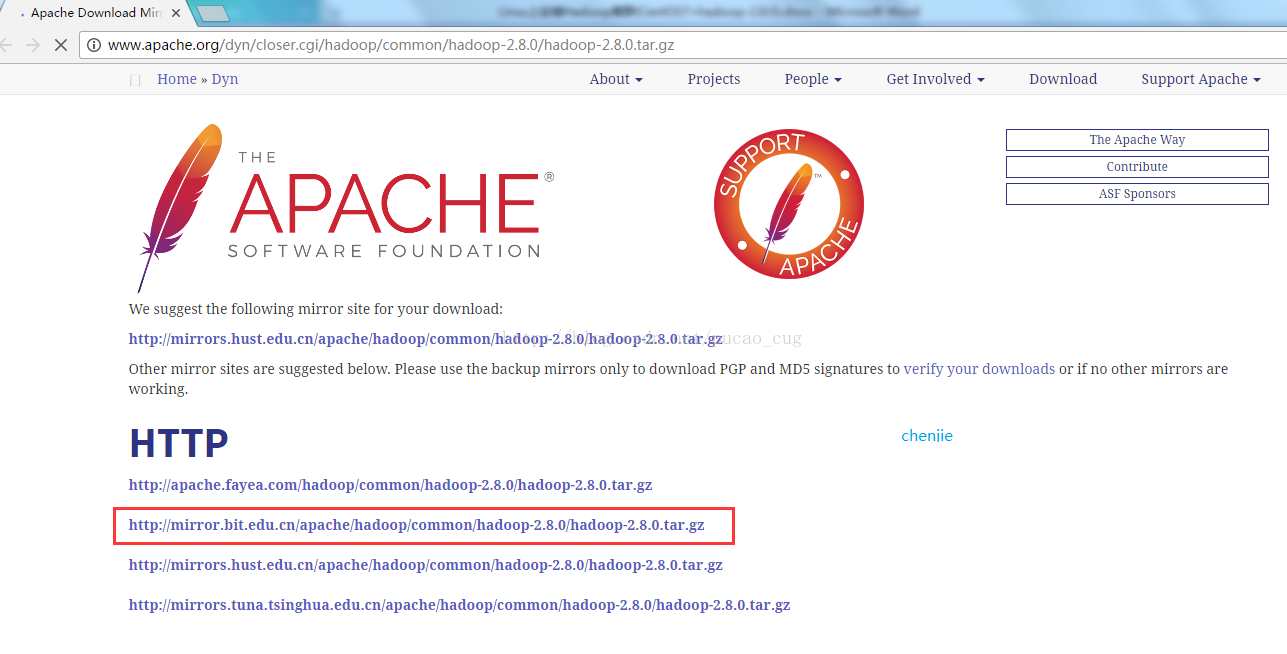 Apache Download Mir
www.apache.org/dyn/closer.cgi/hadoop/common/hadoop-2.8.0/hadoop-2.8.0.tar.gz
Home » Dyn
About
Projects
People
Get Involved
Download
Support Apache
THE
APACHE®
SOFTWARE FOUNDATION
SUPPORT
APACHE
TM
The Apache Way
Contribute
ASF Sponsors
We suggest the following mirror site for your download:
http://mirrors.hust.edu.cn/apache/hadoop/common/hadoop-2.8.0/hadoop-2.8.0.tar.gz
Other mirror sites are suggested below. Please use the backup mirrors only to download PGP and MD5 signatures to verify your downloads or if no other mirrors are
working.
HTTP
chenjie
http://apache.fayea.com/hadoop/common/hadoop-2.8.0/hadoop-2.8.0.tar.gz
http://mirror.bit.edu.cn/apache/hadoop/common/hadoop-2.8.0/hadoop-2.8.0.tar.gz
http://mirrors.hust.edu.cn/apache/hadoop/common/hadoop-2.8.0/hadoop-2.8.0.tar.gz
http://mirrors.tuna.tsinghua.edu.cn/apache/hadoop/common/hadoop-2.8.0/hadoop-2.8.0.tar.gz